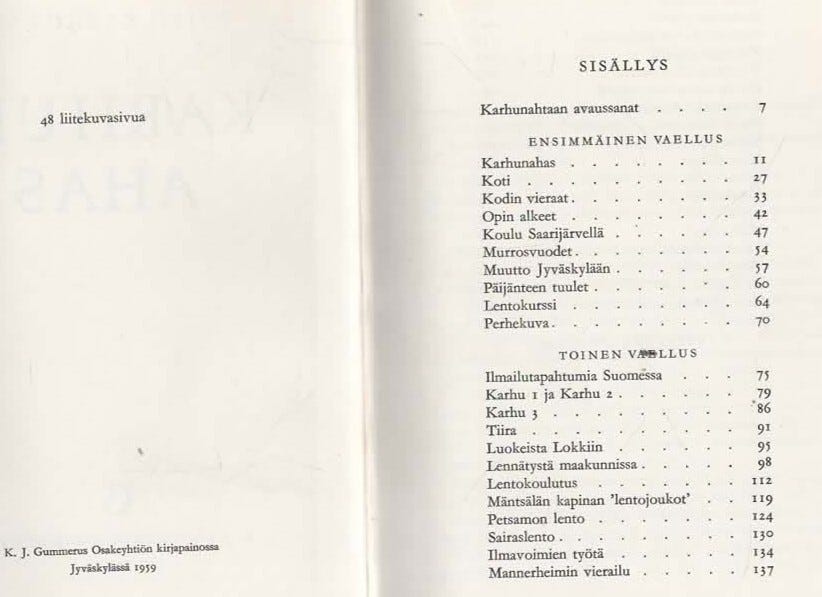 48 liitekuvasivua
K. J. Gummerus Osakeyhtiön kirjapainossa
Jyväskylässä 1959
SISÄLLYS
Karhunahtaan avaussanat . . . . 7
ENSIMMÄINEN VAELLUS
Karhunahas . . . . . . . . . 11
Koti . . . . . . . . . . . 27
Kodin vieraat . . . . . . . . . 33
Opin alkeet . . . . . . . . . 42
Koulu Saarijärvellä . . . . . . 47
Murrosvuodet . . . . . . . . . 54
Muutto Jyväskylään . . . . . . 57
Päijänteen tuulet . . . . . . . 60
Lentokurssi . . . . . . . . . 64
Perhekuva . . . . . . . . . . 70
TOINEN VAELLUS
Ilmailutapahtumia Suomessa . . . 75
Karhu 1 ja Karhu 2 . . . . . . 79
Karhu 3 . . . . . . . . . . 86
Tiira . . . . . . . . . . . 91
Luokeista Lokkiin . . . . . . 95
Lennätystä maakunnissa . . . . . 98
Lentokoulutus . . . . . . . . 112
Mäntsälän kapinan 'lentojoukot' . . 119
Petsamon lento . . . . . . . 124
Sairaslento . . . . . . . . . 130
Ilmavoimien työtä . . . . . . 134
Mannerheimin vierailu . . . . . 137